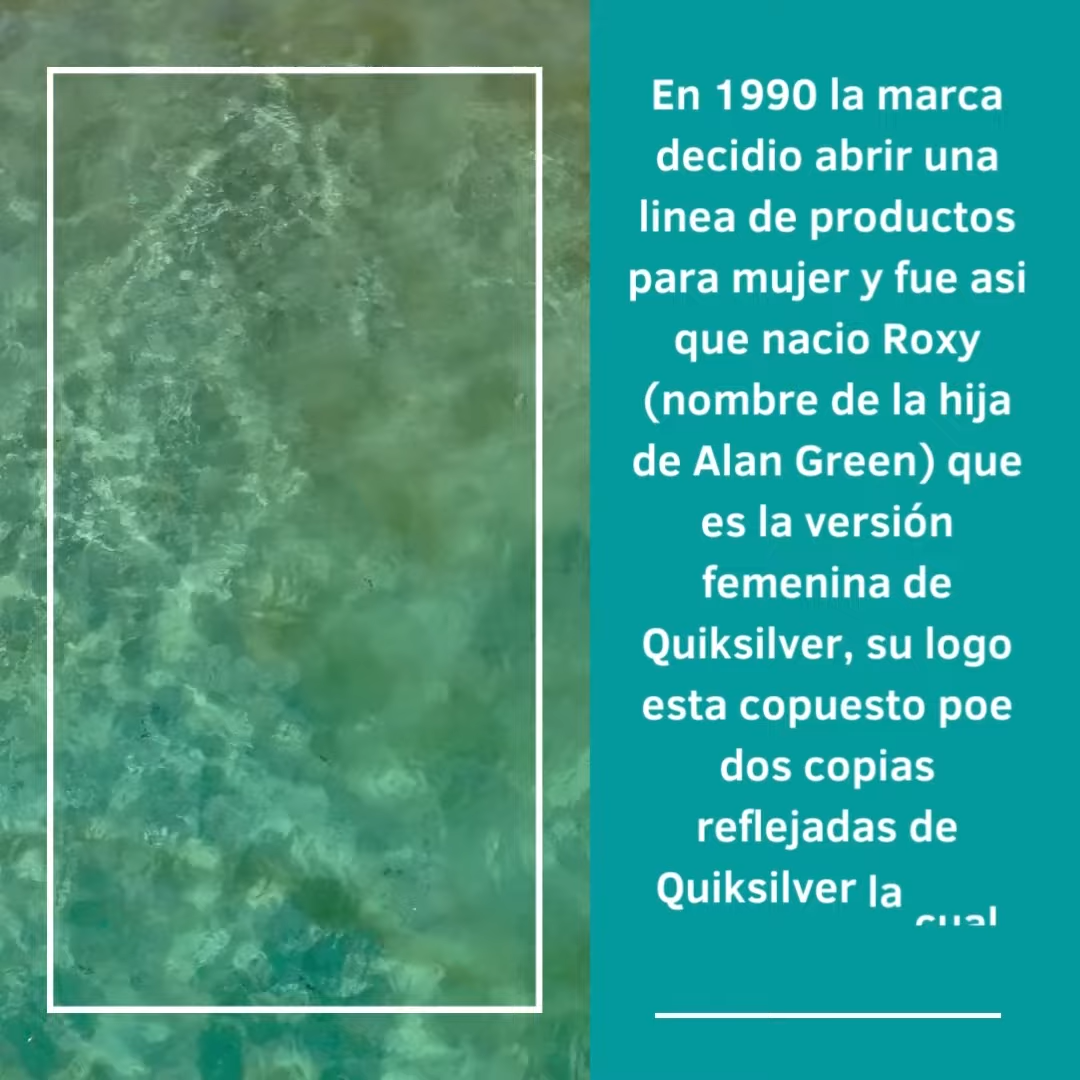 En 1990 la marca
decidio abrir una
linea de productos
para mujer y fue asi
que nacio Roxy
(nombre de la hija
de Alan Green) que
es la versión
femenina de
Quiksilver, su logo
esta copuesto poe
dos copias
reflejadas de
Quiksilver la
cual